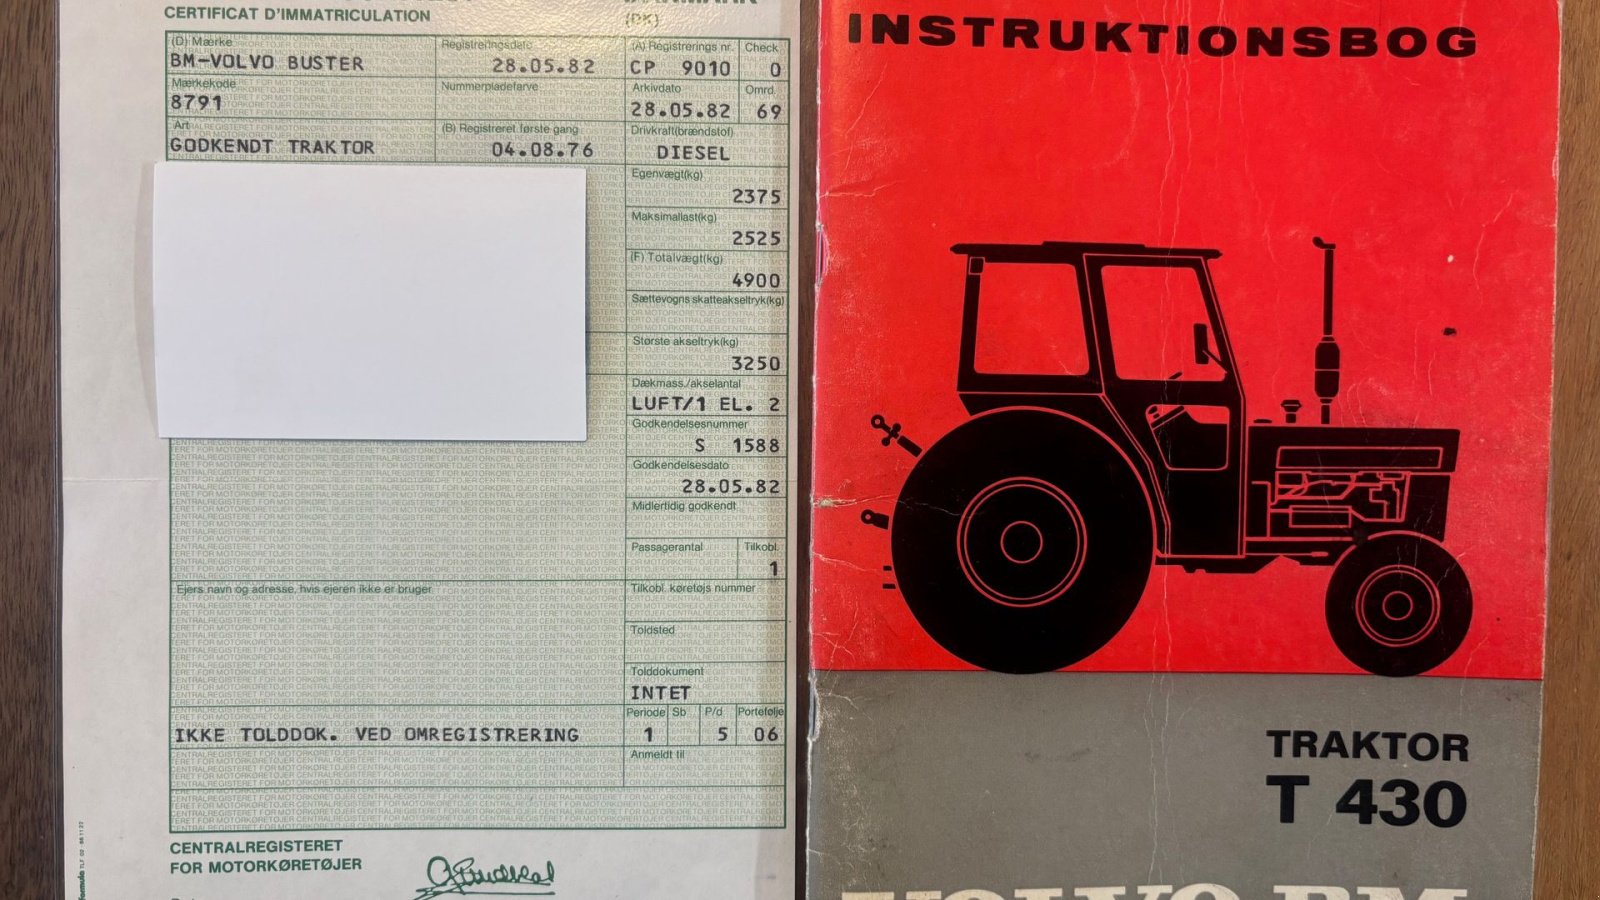 CERTIFICAT D'IMMATRICULATION
(DK)
(D) Mærke
BM-VOLVO BUSTER
Registreringsdato
28.05.82
(A) Registrerings nr.
CP 9010
Check
0
Mærkekode
8791
Nummerpladefarve
Arkivdato
28.05.82
Omrd.
69
Art
GODKENDT TRAKTOR
(B) Registreret første gang
04.08.76
Drivkraft(brændstof)
DIESEL
Egenvægt(kg)
2375
Maksimallast(kg)
2525
(F) Totalvægt(kg)
4900
Sættevogns skatteakseltryk(kg)
Største akseltryk(kg)
3250
Dækmass./akselantal
LUFT/1 EL. 2
Godkendelsesnummer
S 1588
Godkendelsesdato
28.05.82
Midlertidig godkendt
Passagerantal
Tilkobl.
1
Ejers navn og adresse, hvis ejeren ikke er bruger
Tilkobl. køretøjs nummer
Toldsted
Tolddokument
INTET
IKKE TOLDDOK. VED OMREGISTRERING
Periode
1
Sb
P/d
5
Portefølje
06
Anmeldt til
CENTRALREGISTERET
FOR MOTORKØRETØJER
INSTRUKTIONSBOG
TRAKTOR
T 430
VOLVO BM